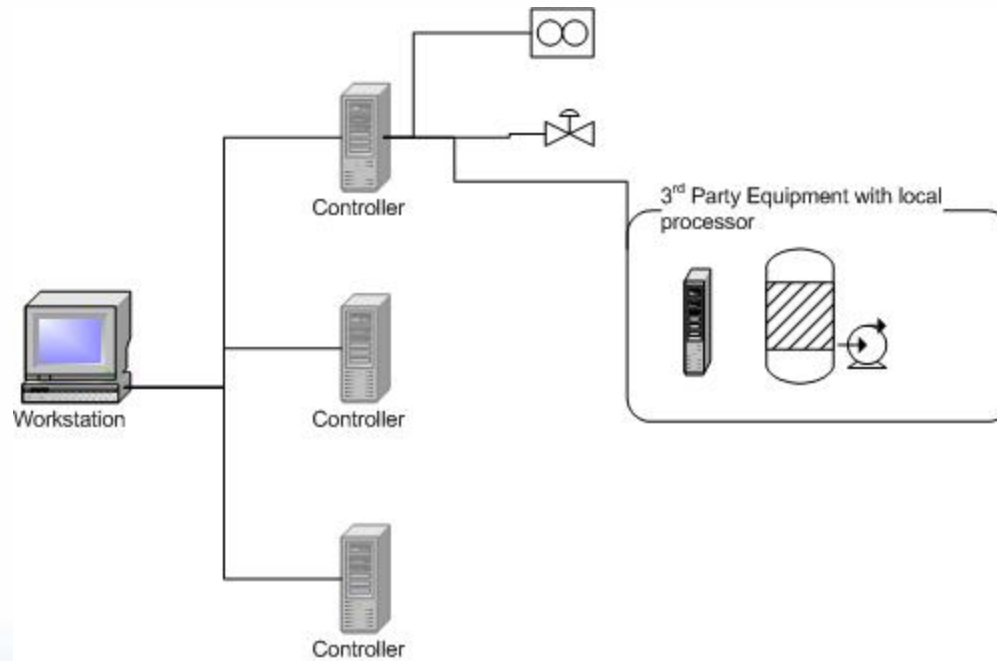 Controller
3rd Party Equipment with local
processor
Workstation
Controller
Controller